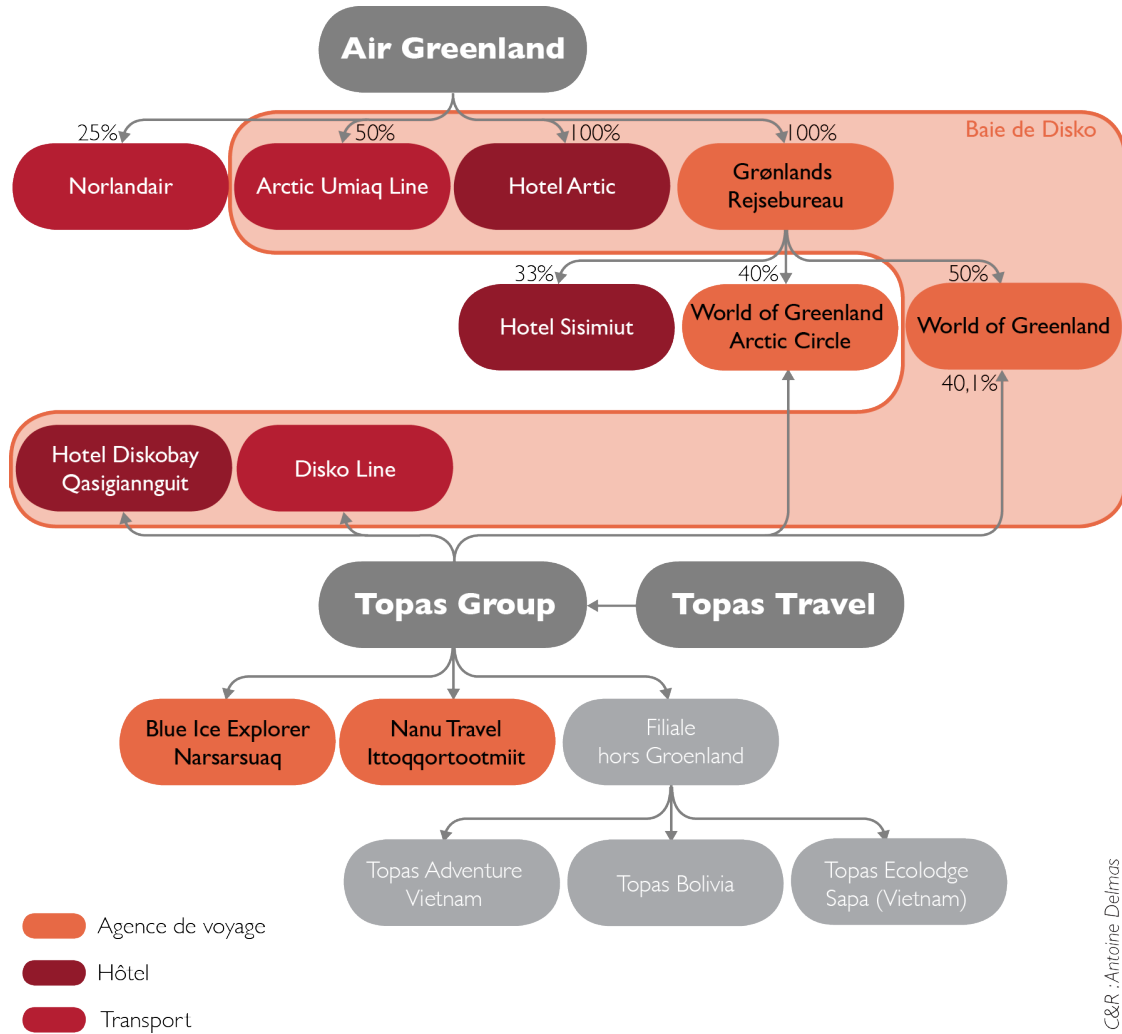 Air Greenland
25%
50%
100%
100%
Baie de Disko
Norlandair
Arctic Umiaq Line
Hotel Artic
Grønlands
Rejsebureau
33%
40%
50%
Hotel Sisimiut
World of Greenland
Arctic Circle
World of Greenland
40,1%
Hotel Diskobay
Qasigiannguit
Disko Line
Topas Group
Topas Travel
Blue Ice Explorer
Narsarsuaq
Nanu Travel
Ittoqqortootmiit
Filiale
hors Groenland
Topas Adventure
Vietnam
Topas Bolivia
Topas Ecolodge
Sapa (Vietnam)
Agence de voyage
Hôtel
Transport
C&R : Antoine Delmas